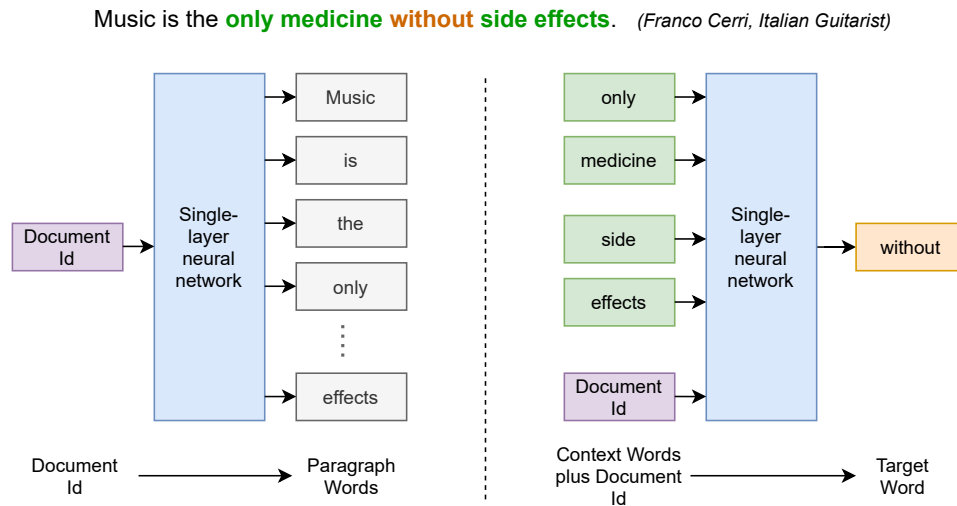 Music is the only medicine without side effects. (Franco Cerri, Italian Guitarist)
Music
is
the
only
effects
Document
Id
Single-
layer
neural
network
Document
Id
Paragraph
Words
only
medicine
side
effects
Document
Id
Single-
layer
neural
network
without
Context Words
plus Document
Id
Target
Word